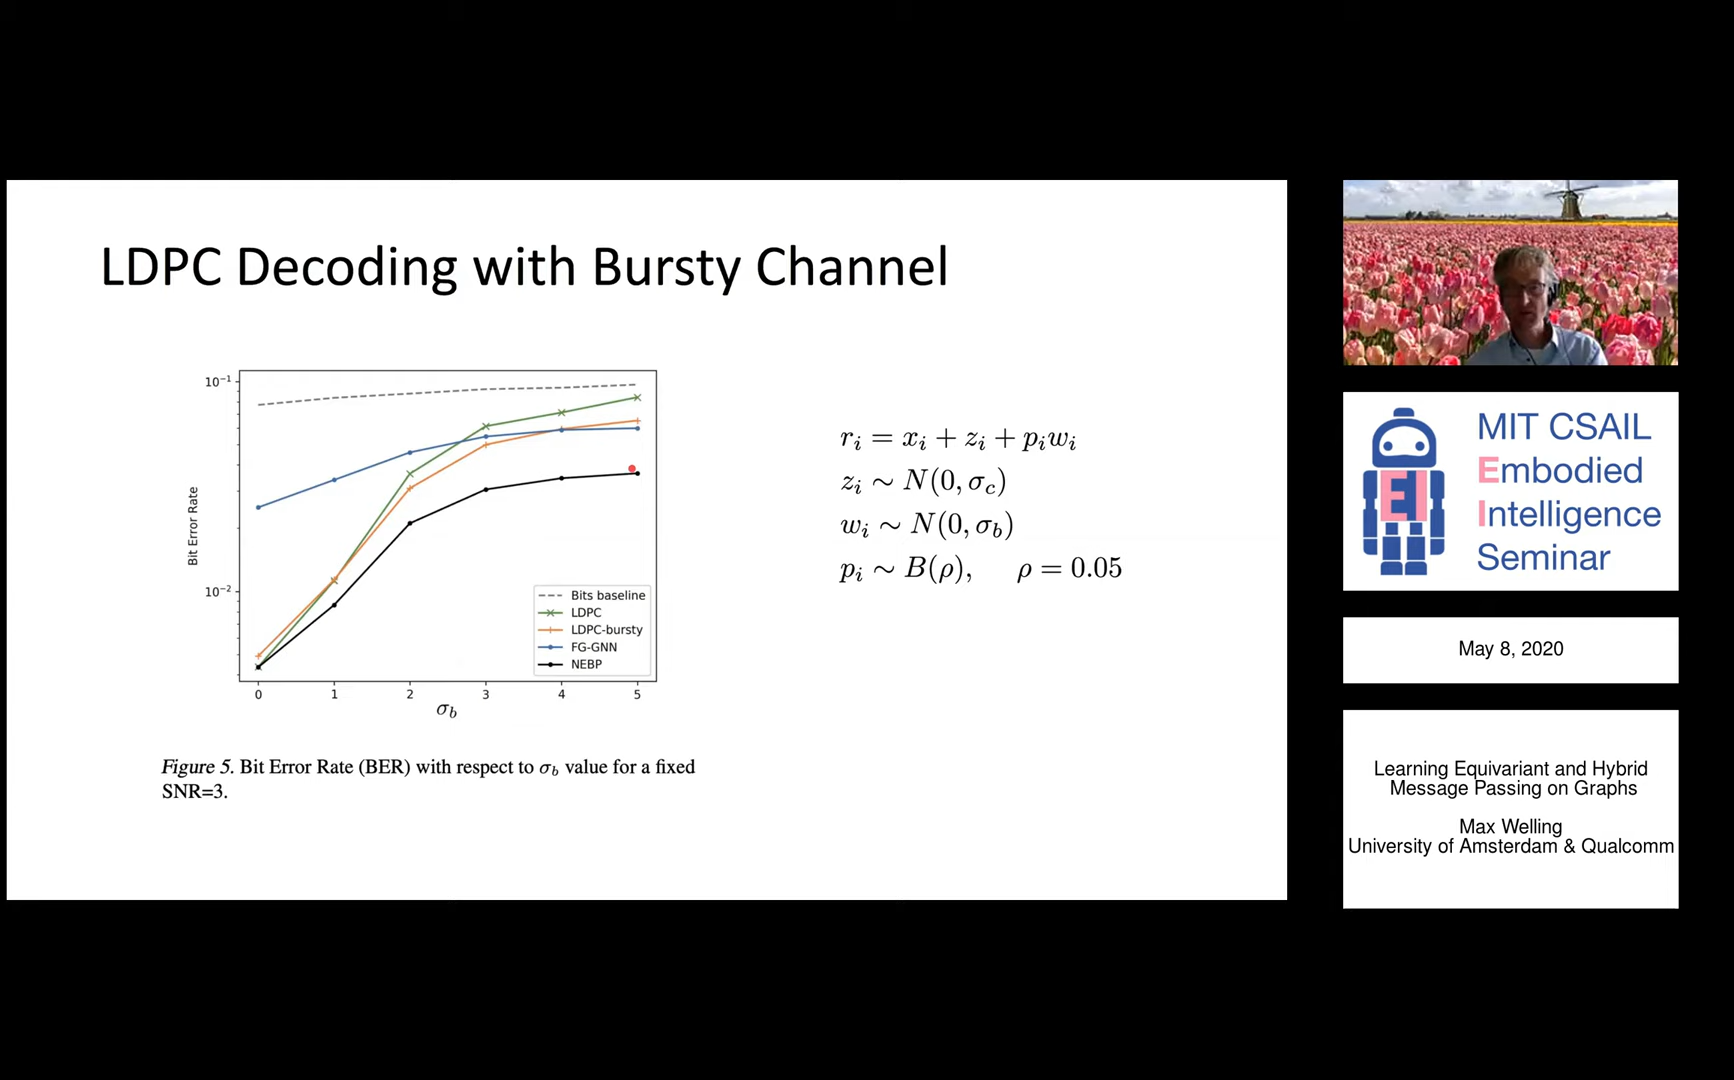 LDPC Decoding with Bursty Channel
10⁻¹
10⁻²
Bit Error Rate
Bits baseline
LDPC
LDPC-bursty
FG-GNN
NEBP
0 1 2 3 4 5
σ_b
Figure 5. Bit Error Rate (BER) with respect to σ_b value for a fixed
SNR=3.
r_i = x_i + z_i + p_i w_i
z_i ∼ N(0, σ_c)
w_i ∼ N(0, σ_b)
p_i ∼ B(ρ), ρ = 0.05
EI
MIT CSAIL
Embodied
Intelligence
Seminar
May 8, 2020
Learning Equivariant and Hybrid
Message Passing on Graphs
Max Welling
University of Amsterdam & Qualcomm